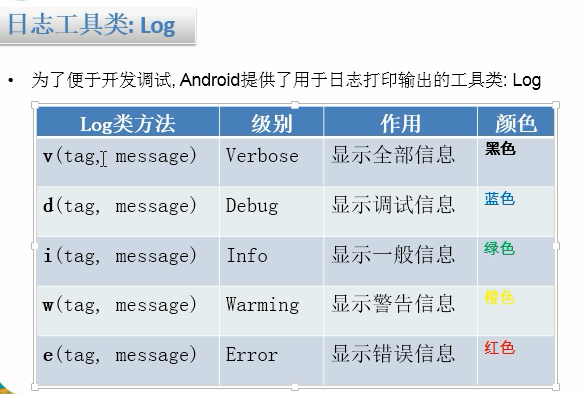 日志工具类: Log
• 为了便于开发调试, Android提供了用于日志打印输出的工具类: Log
Log类方法 级别 作用 颜色
v(tag, message) Verbose 显示全部信息 黑色
d(tag, message) Debug 显示调试信息 蓝色
i(tag, message) Info 显示一般信息 绿色
w(tag, message) Warming 显示警告信息 橙色
e(tag, message) Error 显示错误信息 红色